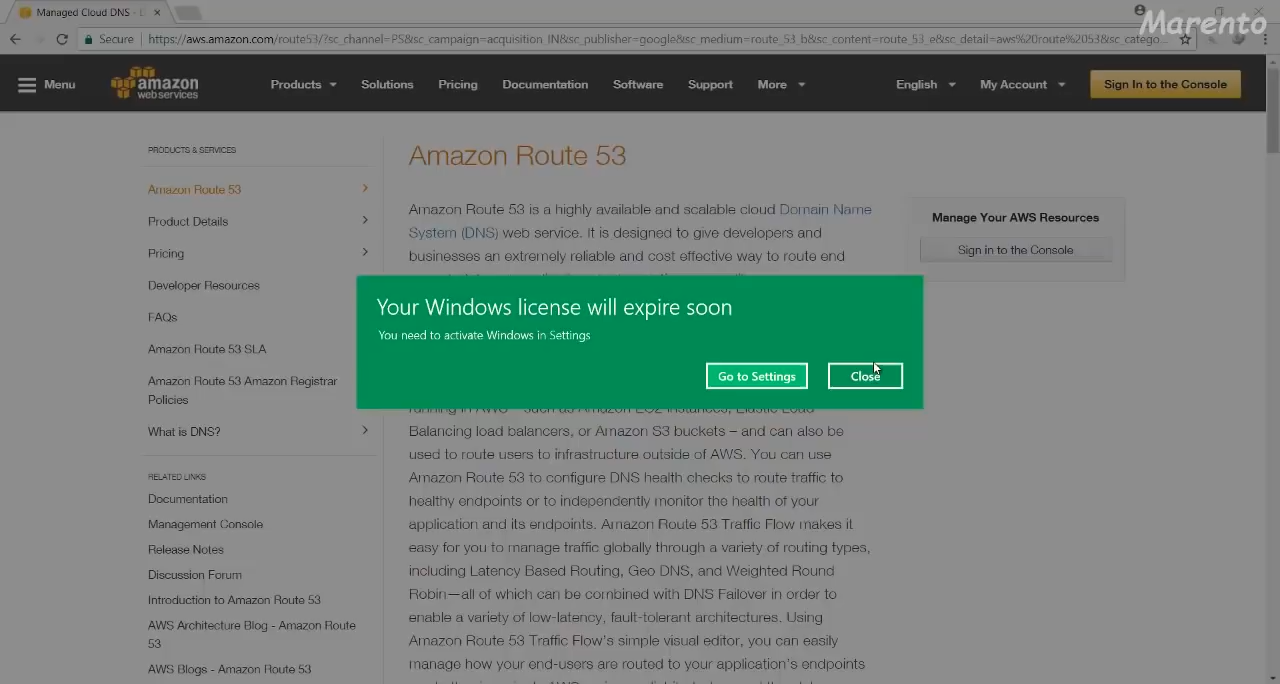 Managed Cloud DNS -
Marento
Secure
https://aws.amazon.com/route53/?sc_channel=PS&sc_campaign=acquisition_IN&sc_publisher=google&sc_medium=route_53_b&sc_content=route_53_e&sc_detail=aws%20route%2053&sc_catego...
Menu
amazon
web services
Products
Solutions
Pricing
Documentation
Software
Support
More
English
My Account
Sign In to the Console
PRODUCTS & SERVICES
Amazon Route 53
Product Details
Pricing
Developer Resources
FAQs
Amazon Route 53 SLA
Amazon Route 53 Amazon Registrar
Policies
What is DNS?
RELATED LINKS
Documentation
Management Console
Release Notes
Discussion Forum
Introduction to Amazon Route 53
AWS Architecture Blog - Amazon Route
53
AWS Blogs - Amazon Route 53
Amazon Route 53
Amazon Route 53 is a highly available and scalable cloud Domain Name
System (DNS) web service. It is designed to give developers and
businesses an extremely reliable and cost effective way to route end
Your Windows license will expire soon
You need to activate Windows in Settings
Go to Settings
Close
running in AWS – such as Amazon EC2 instances, Elastic Load
Balancing load balancers, or Amazon S3 buckets – and can also be
used to route users to infrastructure outside of AWS. You can use
Amazon Route 53 to configure DNS health checks to route traffic to
healthy endpoints or to independently monitor the health of your
application and its endpoints. Amazon Route 53 Traffic Flow makes it
easy for you to manage traffic globally through a variety of routing types,
including Latency Based Routing, Geo DNS, and Weighted Round
Robin—all of which can be combined with DNS Failover in order to
enable a variety of low-latency, fault-tolerant architectures. Using
Amazon Route 53 Traffic Flow's simple visual editor, you can easily
manage how your end-users are routed to your application's endpoints
Manage Your AWS Resources
Sign in to the Console